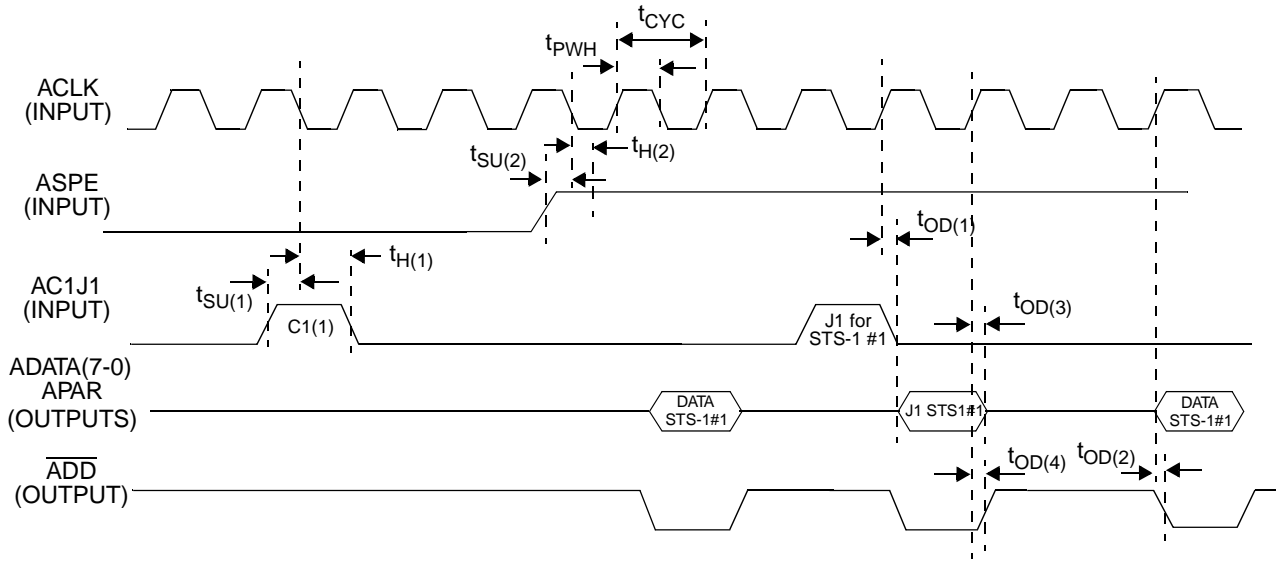 tCYC
tPWH
ACLK
(INPUT)
tSU(2)
tH(2)
ASPE
(INPUT)
tOD(1)
tH(1)
AC1J1
(INPUT)
tSU(1)
C1(1)
J1 for
STS-1 #1
tOD(3)
ADATA(7-0)
APAR
(OUTPUTS)
DATA
STS-1#1
J1 STS1#1
DATA
STS-1#1
ADD
(OUTPUT)
tOD(4)
tOD(2)